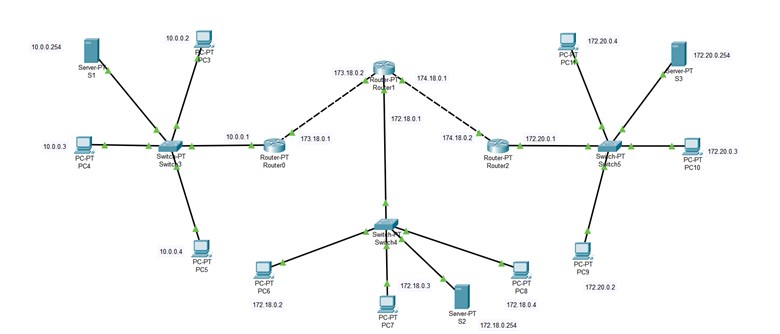 10.0.0.254
Server-PT
S1
10.0.0.2
PC-PT
PC3
10.0.0.3
PC-PT
PC4
Switch-PT
Switch3
10.0.0.1
Router-PT
Router0
173.18.0.1
10.0.0.4
PC-PT
PC5
173.18.0.2
Router-PT
Router1
174.18.0.1
172.18.0.1
174.18.0.2
Router-PT
Router2
172.20.0.1
172.20.0.4
PC-PT
172.20.0.254
Server-PT
S3
Switch-PT
Switch5
PC-PT
PC10
172.20.0.3
PC-PT
PC9
172.20.0.2
Switch-PT
Switch4
PC-PT
PC6
172.18.0.2
172.18.0.3
PC-PT
PC7
Server-PT
S2
172.18.0.254
PC-PT
PC8
172.18.0.4